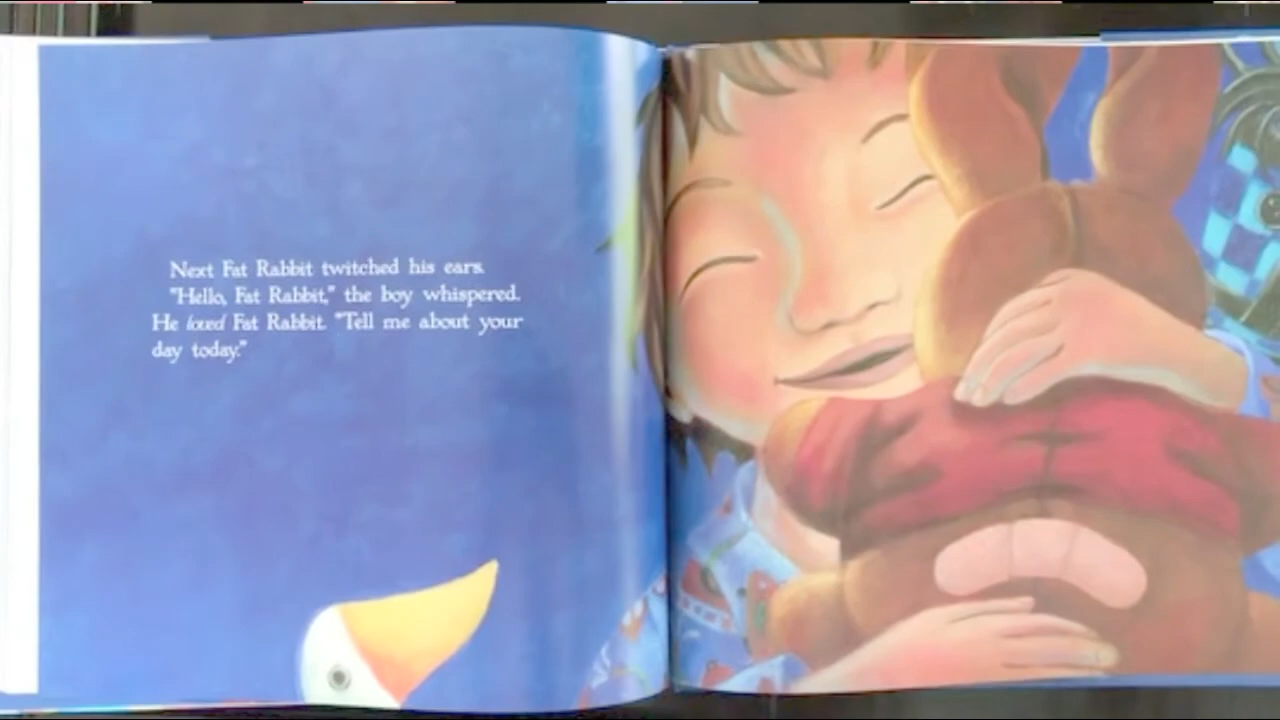 Next Fat Rabbit twitched his ears.
"Hello, Fat Rabbit," the boy whispered.
He loved Fat Rabbit. "Tell me about your
day today."